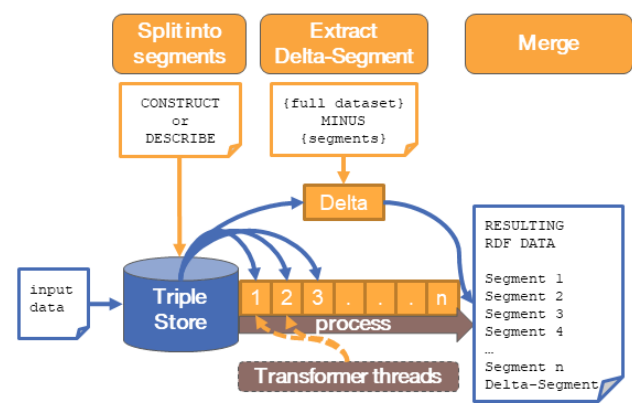 Split into
segments
Extract
Delta-Segment
Merge
CONSTRUCT
or
DESCRIBE
{full dataset}
MINUS
{segments}
Delta
input
data
Triple
Store
1 2 3 . . . n
process
Transformer threads
RESULTING
RDF DATA
Segment 1
Segment 2
Segment 3
Segment 4
…
Segment n
Delta-Segment